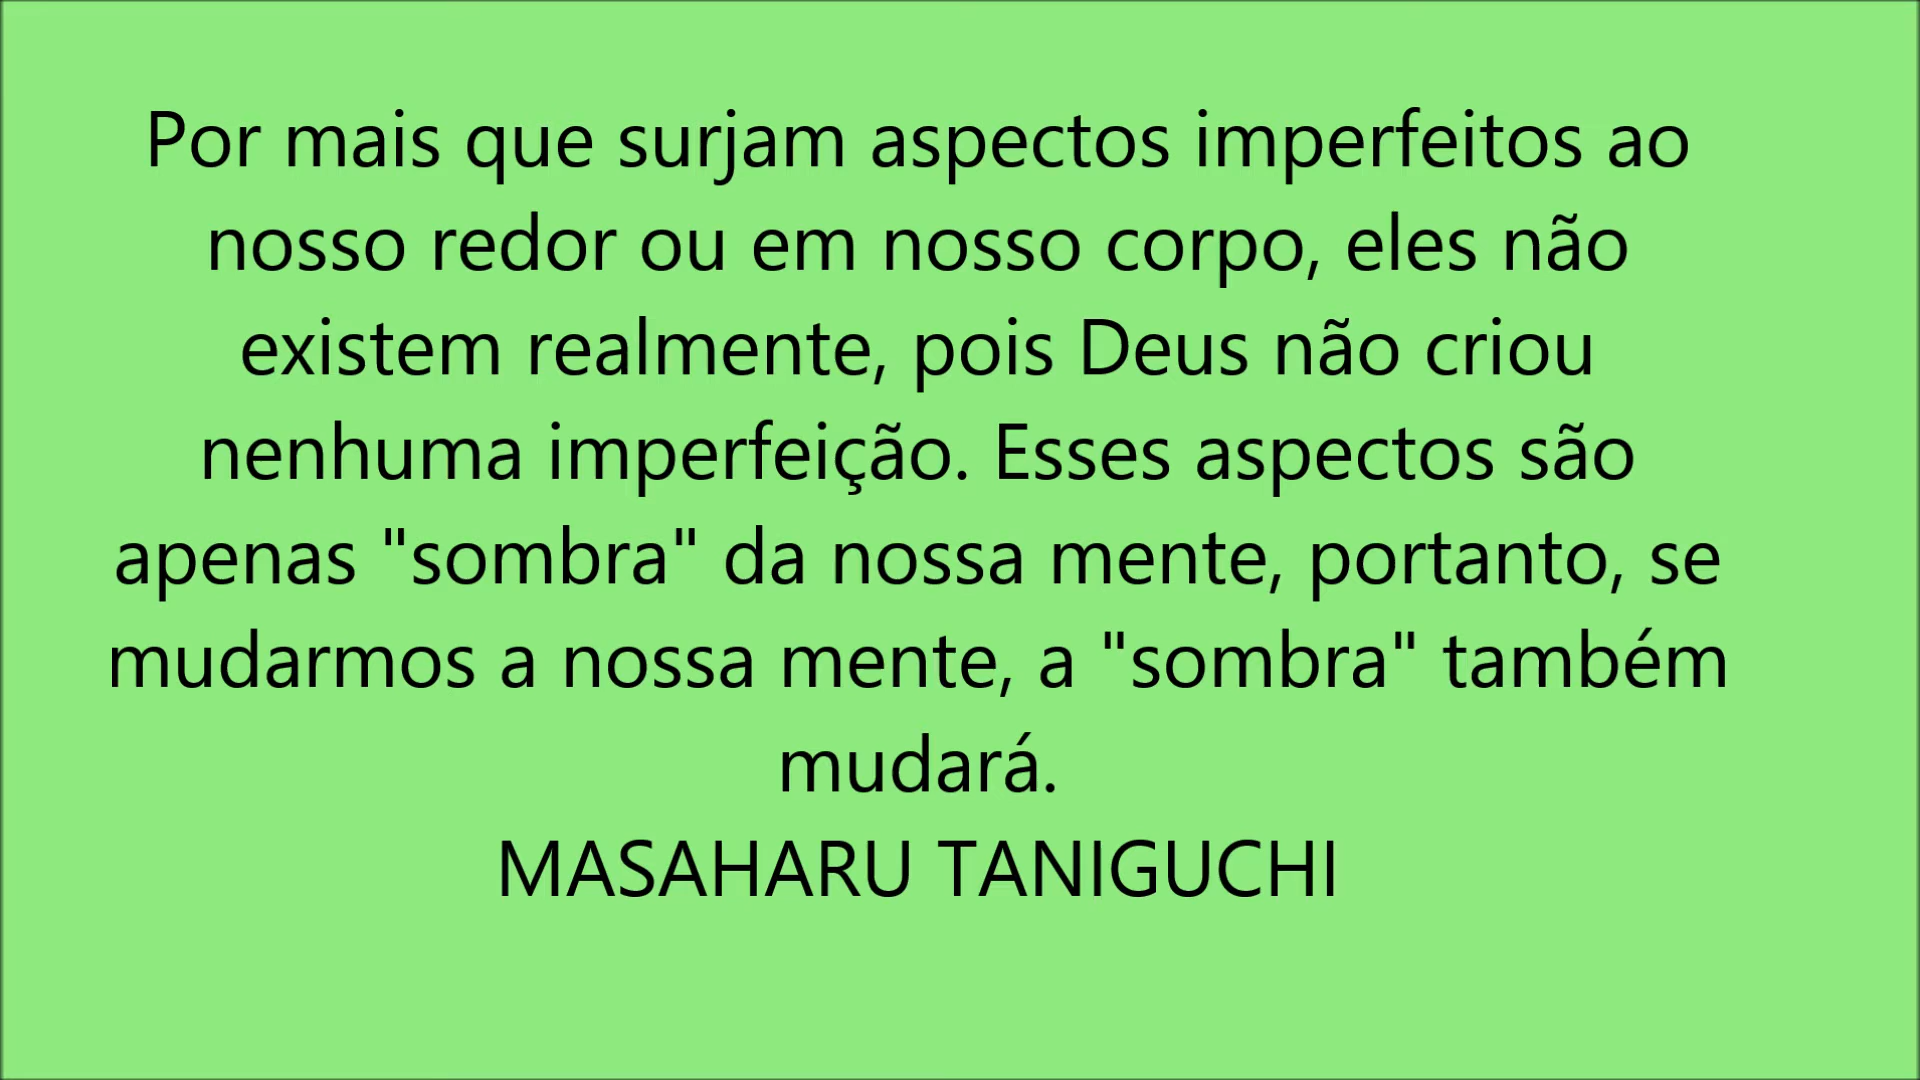 Por mais que surjam aspectos imperfeitos ao
nosso redor ou em nosso corpo, eles não
existem realmente, pois Deus não criou
nenhuma imperfeição. Esses aspectos são
apenas "sombra" da nossa mente, portanto, se
mudarmos a nossa mente, a "sombra" também
mudará.
MASAHARU TANIGUCHI